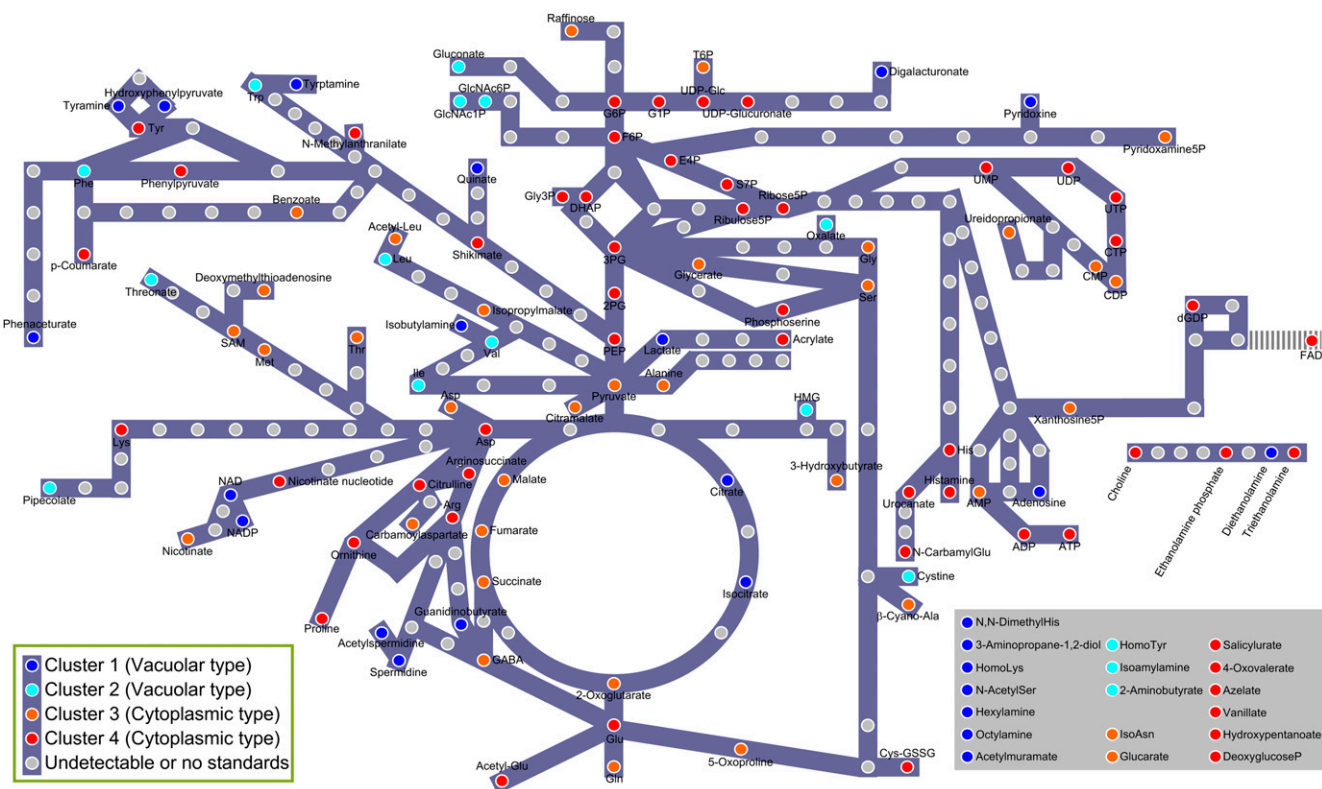 Raffinose
Gluconate
T6P
Digalacturonate
GlcNAc6P
UDP-Glc
GlcNAc1P
G6P
G1P
UDP-Glucuronate
Hydroxyphenylpyruvate
Tyramine
Trp
Tyrptamine
Tyr
N-Methylanthranilate
F6P
Pyridoxine
Pyridoxamine5P
Phe
Phenylpyruvate
Quinate
E4P
S7P
UMP
UDP
Benzoate
Gly3P
DHAP
Ribose5P
Ribulose5P
UTP
Acetyl-Leu
Oxalate
Ureidopropionate
p-Coumarate
Leu
Shikimate
3PG
Gly
CTP
Threonate
Deoxymethylthioadenosine
Glycerate
CMP
CDP
Isopropylmalate
2PG
Ser
Phosphoserine
dGDP
Phenaceturate
SAM
Met
Thr
Isobutylamine
Val
PEP
Lactate
Acrylate
FAD
Ile
Pyruvate
Alanine
Asp
Citramalate
HMG
Xanthosine5P
Lys
Asp
3-Hydroxybutyrate
His
Pipecolate
NAD
Nicotinate nucleotide
Arginosuccinate
Citrulline
Malate
Citrate
Urocanate
Histamine
AMP
Adenosine
Choline
Ethanolamine phosphate
Diethanolamine
Triethanolamine
NADP
Nicotinate
Arg
Carbamoylaspartate
Fumarate
Ornithine
N-CarbamylGlu
ADP
ATP
Succinate
Isocitrate
Cystine
β-Cyano-Ala
Proline
Guanidinobutyrate
Acetylspermidine
Spermidine
GABA
2-Oxoglutarate
Glu
Acetyl-Glu
Gln
5-Oxoproline
Cys-GSSG
Cluster 1 (Vacuolar type)
Cluster 2 (Vacuolar type)
Cluster 3 (Cytoplasmic type)
Cluster 4 (Cytoplasmic type)
Undetectable or no standards
N,N-DimethylHis
3-Aminopropane-1,2-diol
HomoTyr
Salicylurate
HomoLys
Isoamylamine
4-Oxovalerate
N-AcetylSer
2-Aminobutyrate
Azelate
Hexylamine
Vanillate
Octylamine
IsoAsn
Hydroxypentanoate
Acetylmuramate
Glucarate
DeoxyglucoseP